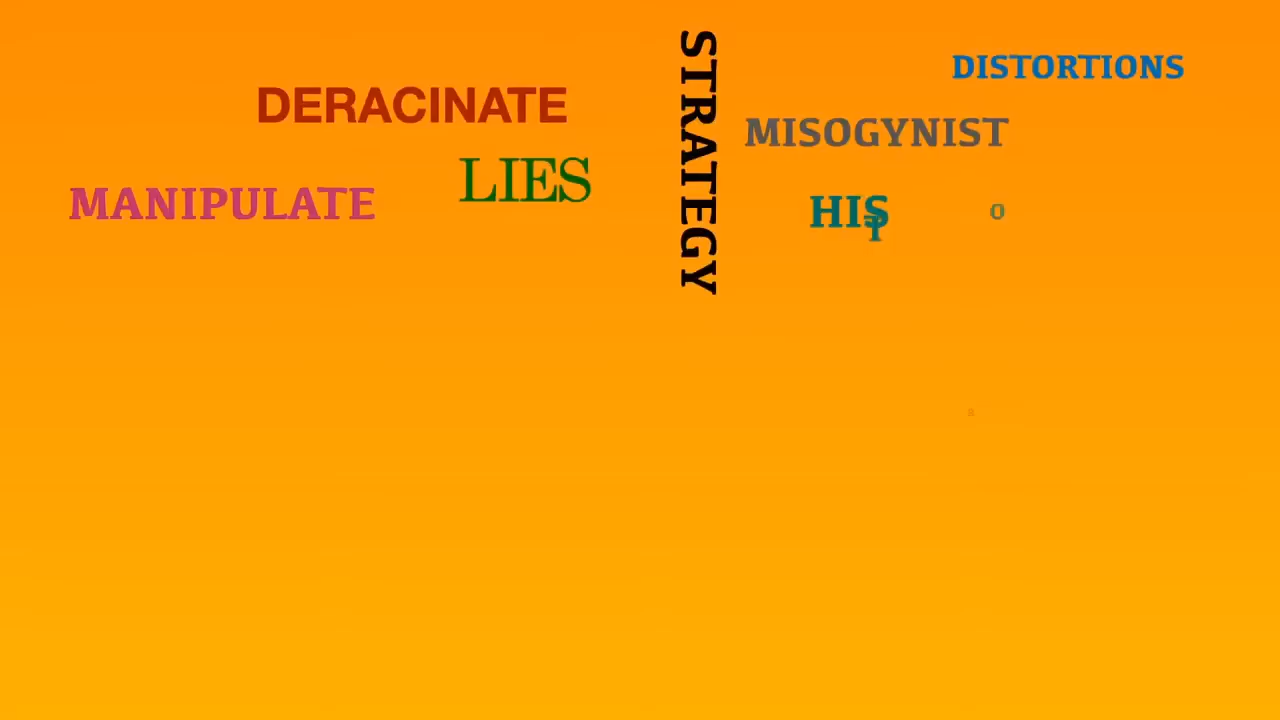 DISTORTIONS
DERACINATE
MISOGYNIST
STRATEGY
LIES
MANIPULATE
HIS